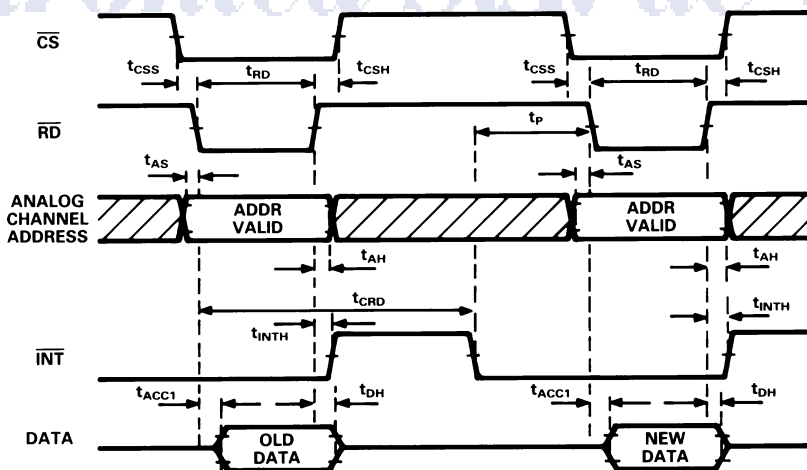 CS
tCSS
tRD
tCSH
tCSS
tRD
tCSH
RD
tP
tAS
tAS
ANALOG
CHANNEL
ADDRESS
ADDR
VALID
ADDR
VALID
tAH
tAH
tCRD
tINTH
tINTH
INT
tACC1
tDH
tACC1
tDH
DATA
OLD
DATA
NEW
DATA